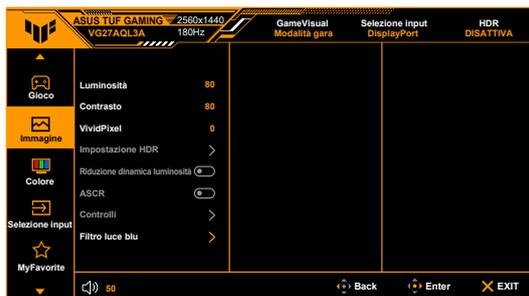 ASUS TUF GAMING
VG27AQL3A
2560x1440
180Hz
GameVisual
Modalità gara
Selezione input
DisplayPort
HDR
DISATTIVA
Gioco
Immagine
Colore
Selezione input
MyFavorite
Luminosità 80
Contrasto 80
VividPixel 0
Impostazione HDR
Riduzione dinamica luminosità
ASCR
Controlli
Filtro luce blu
50
Back
Enter
EXIT